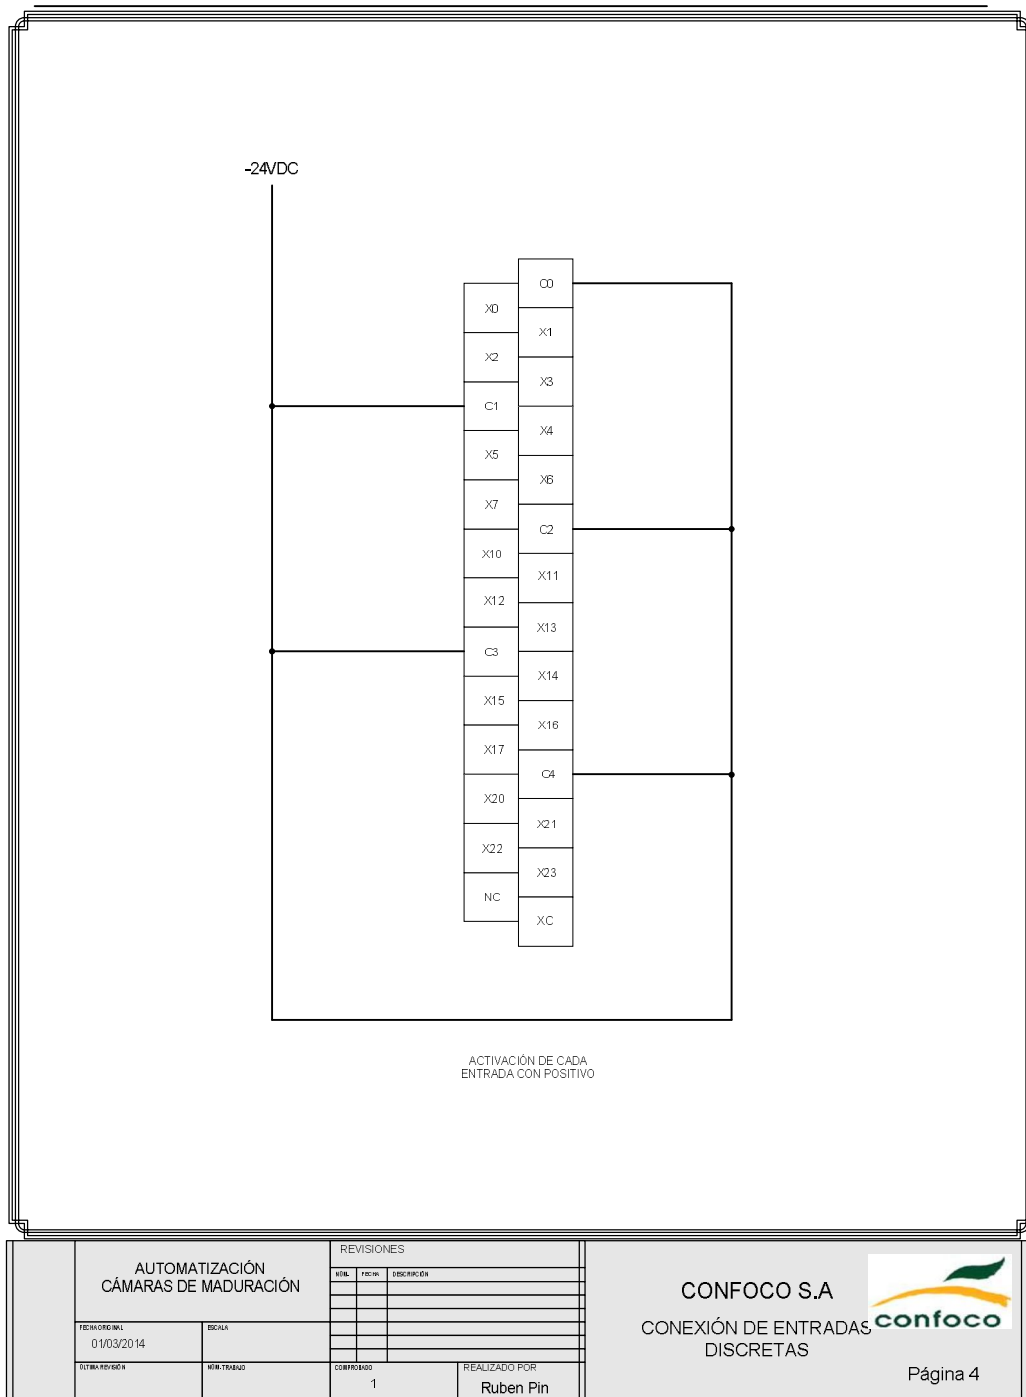 -24VDC
C0
X0
X1
X2
X3
C1
X4
X5
X6
X7
C2
X10
X11
X12
X13
C3
X14
X15
X16
X17
C4
X20
X21
X22
X23
NC
XC
ACTIVACIÓN DE CADA
ENTRADA CON POSITIVO
AUTOMATIZACIÓN
CÁMARAS DE MADURACIÓN
FECHA ORIGINAL
01/03/2014
ESCALA
ÚLTIMA REVISIÓN
NÚM.-TRABAJO
REVISIONES
NÚM. FECHA DESCRIPCIÓN
COMPROBADO
1
REALIZADO POR
Ruben Pin
CONFOCO S.A
CONEXIÓN DE ENTRADAS
DISCRETAS
confoco
Página 4